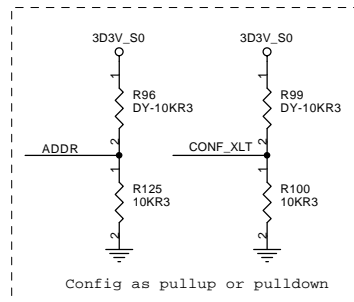 3D3V_S0 3D3V_S0
1 1
R96 R99
DY-10KR3 DY-10KR3
2 2
ADDR CONF_XLT
1 1
R125 R100
10KR3 10KR3
2 2
Config as pullup or pulldown